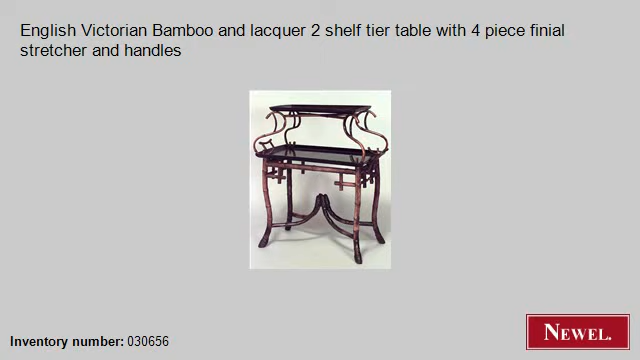 English Victorian Bamboo and lacquer 2 shelf tier table with 4 piece finial
stretcher and handles
Inventory number: 030656
NEWEL.